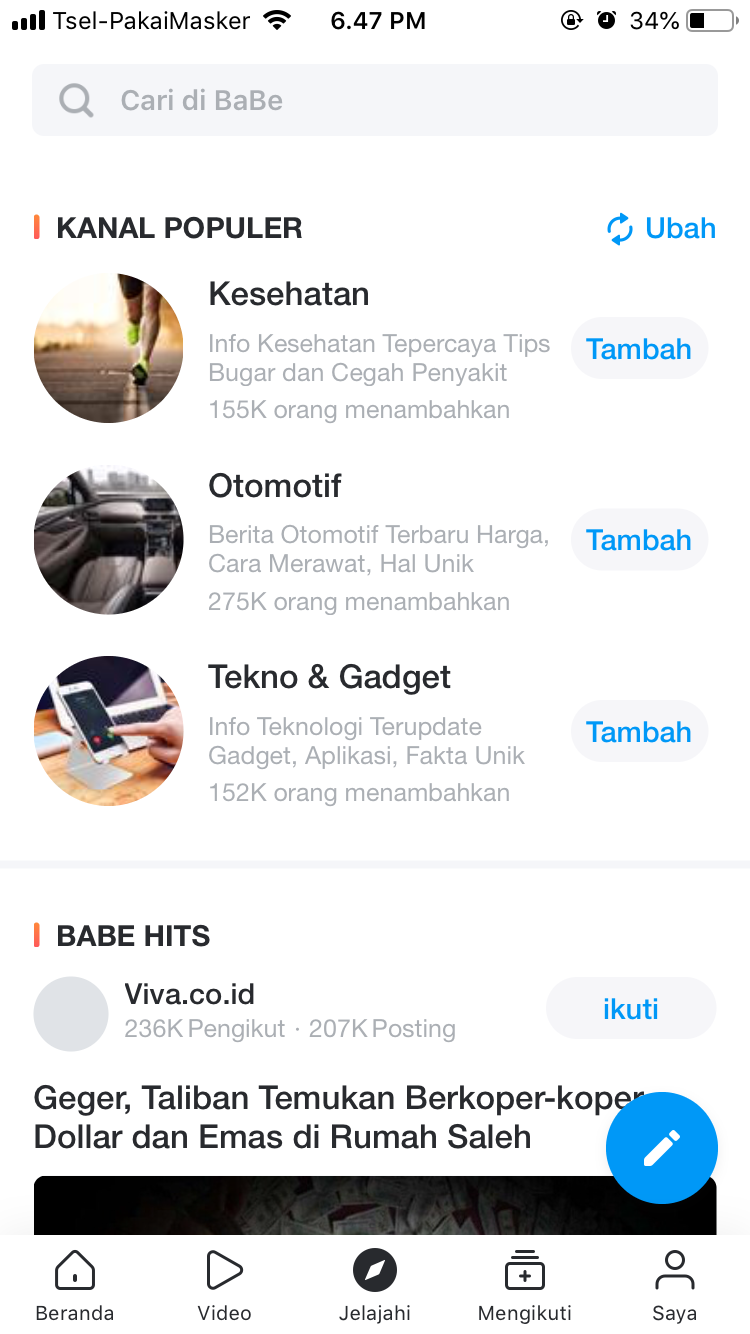 Tsel-PakaiMasker 6.47 PM 34%
Cari di BaBe
KANAL POPULER Ubah
Kesehatan
Info Kesehatan Tepercaya Tips
Bugar dan Cegah Penyakit
155K orang menambahkan
Tambah
Otomotif
Berita Otomotif Terbaru Harga,
Cara Merawat, Hal Unik
275K orang menambahkan
Tambah
Tekno & Gadget
Info Teknologi Terupdate
Gadget, Aplikasi, Fakta Unik
152K orang menambahkan
Tambah
BABE HITS
Viva.co.id
236K Pengikut · 207K Posting
ikuti
Geger, Taliban Temukan Berkoper-koper
Dollar dan Emas di Rumah Saleh
Beranda Video Jelajahi Mengikuti Saya